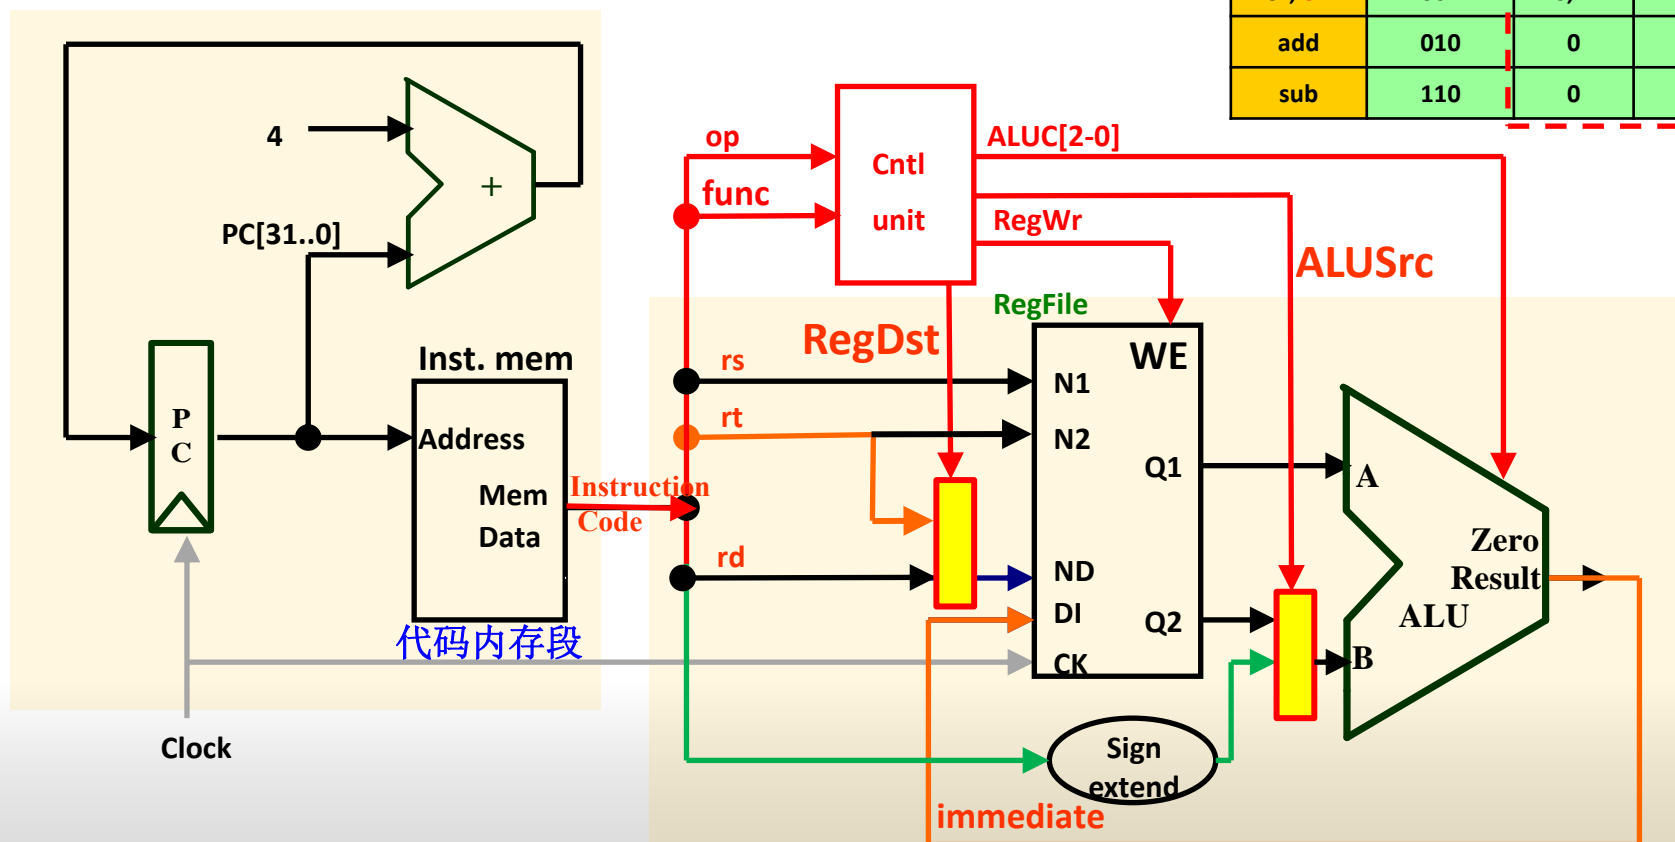 add 010 0
sub 110 0
4
+
PC[31..0]
op
func
Cntl
unit
ALUC[2-0]
RegWr
ALUSrc
RegFile
RegDst
P
C
Inst. mem
Address
Mem
Data
Instruction
Code
代码内存段
rs
rt
rd
WE
N1
N2
Q1
ND
DI
Q2
CK
A
B
Zero
Result
ALU
Clock
Sign
extend
immediate